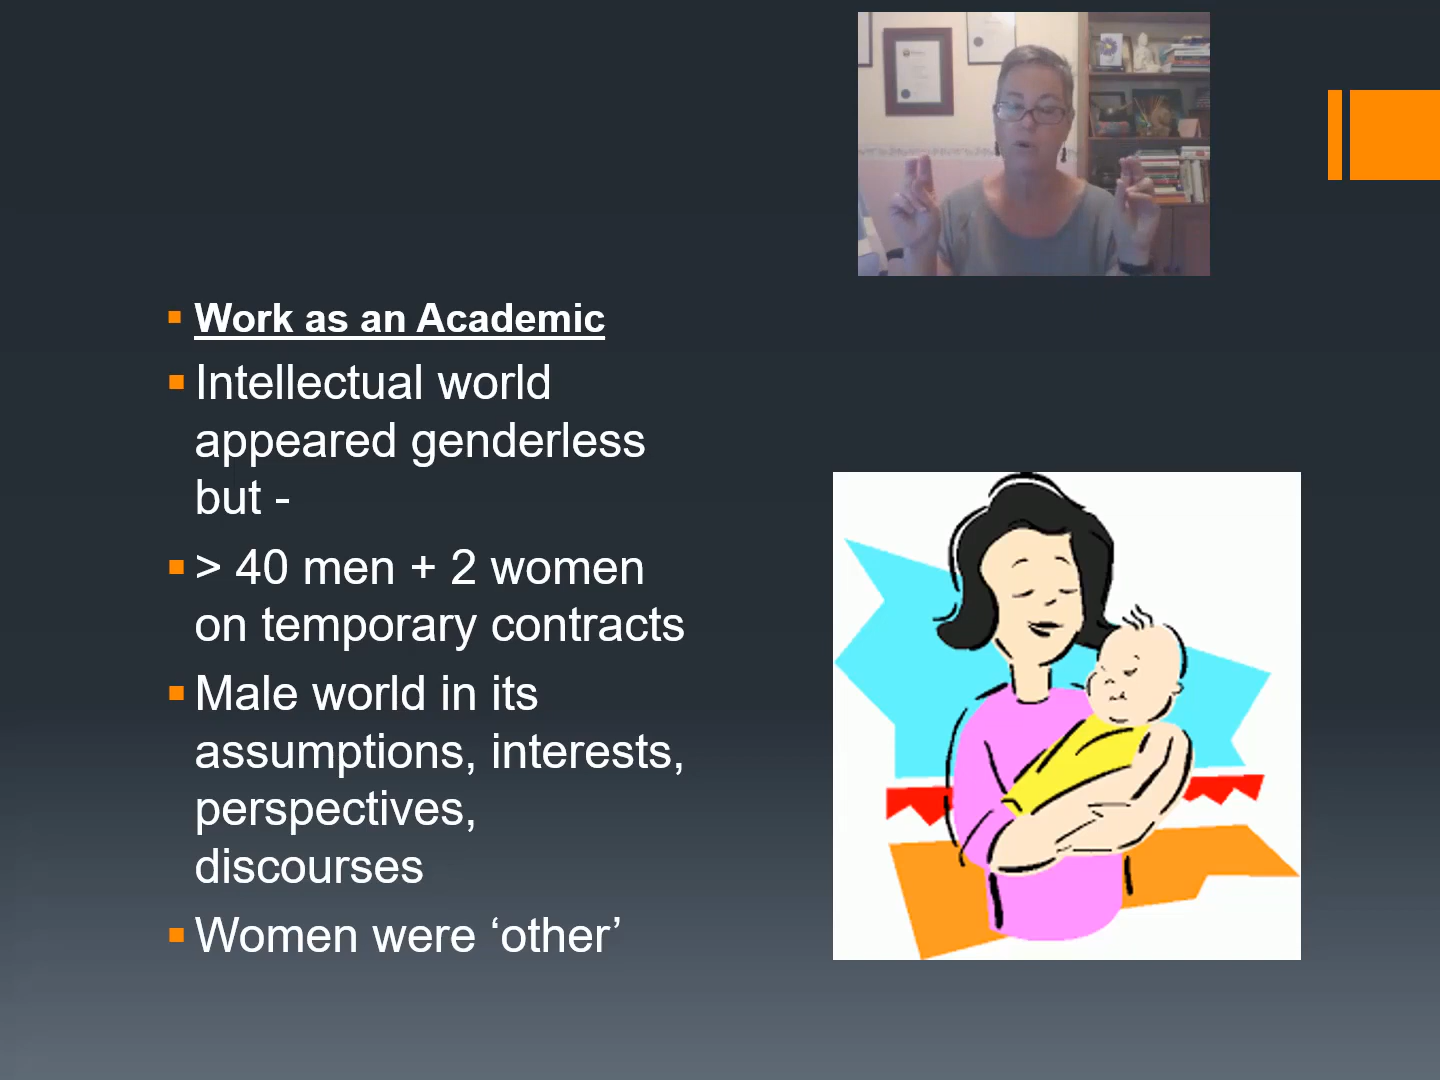 Work as an Academic
Intellectual world
appeared genderless
but -
> 40 men + 2 women
on temporary contracts
Male world in its
assumptions, interests,
perspectives,
discourses
Women were ‘other’